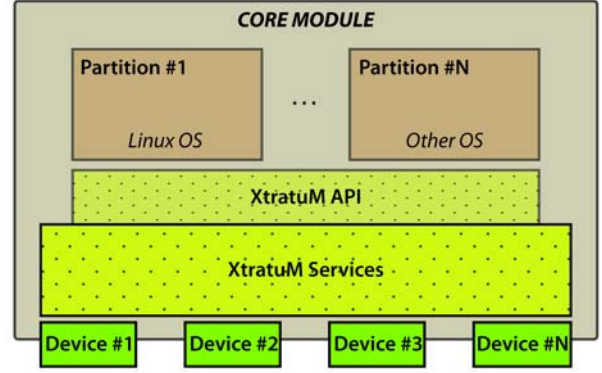 CORE MODULE
Partition #1
Partition #N
...
Linux OS
Other OS
XtratuM API
XtratuM Services
Device #1
Device #2
Device #3
Device #N